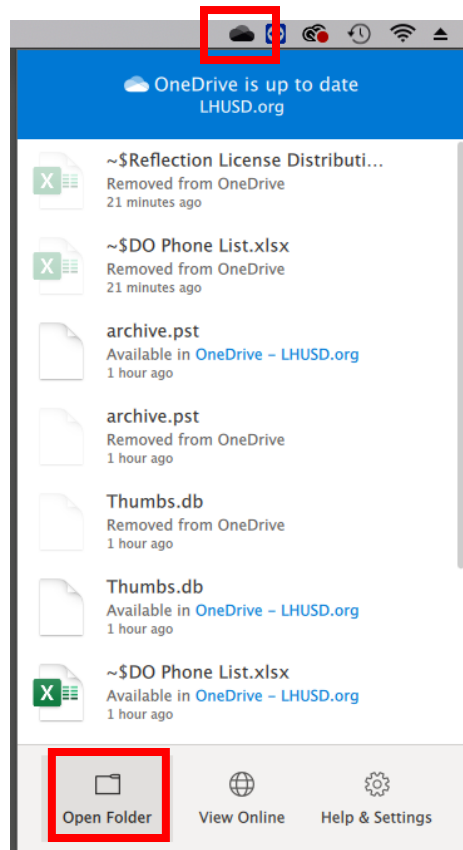 OneDrive is up to date
LHUSD.org
~$Reflection License Distributi...
Removed from OneDrive
21 minutes ago
~$DO Phone List.xlsx
Removed from OneDrive
21 minutes ago
archive.pst
Available in OneDrive – LHUSD.org
1 hour ago
archive.pst
Removed from OneDrive
1 hour ago
Thumbs.db
Removed from OneDrive
1 hour ago
Thumbs.db
Available in OneDrive – LHUSD.org
1 hour ago
~$DO Phone List.xlsx
Available in OneDrive – LHUSD.org
1 hour ago
Open Folder View Online Help & Settings